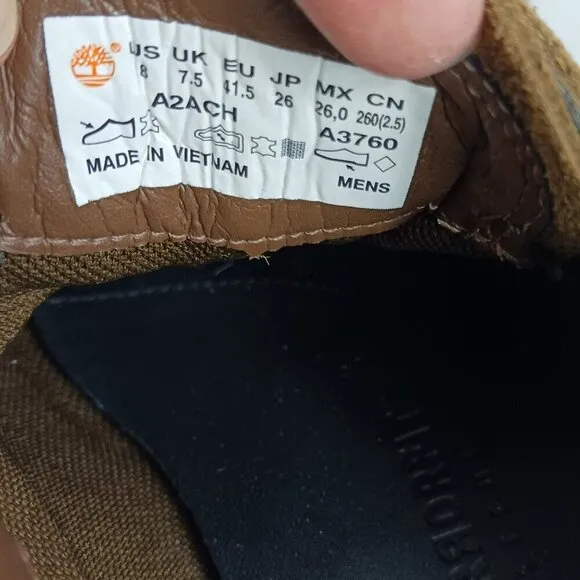 US UK EU JP MX CN
8 7.5 41.5 26 26,0 260(2.5)
A2ACH A3760
MADE IN VIETNAM MENS